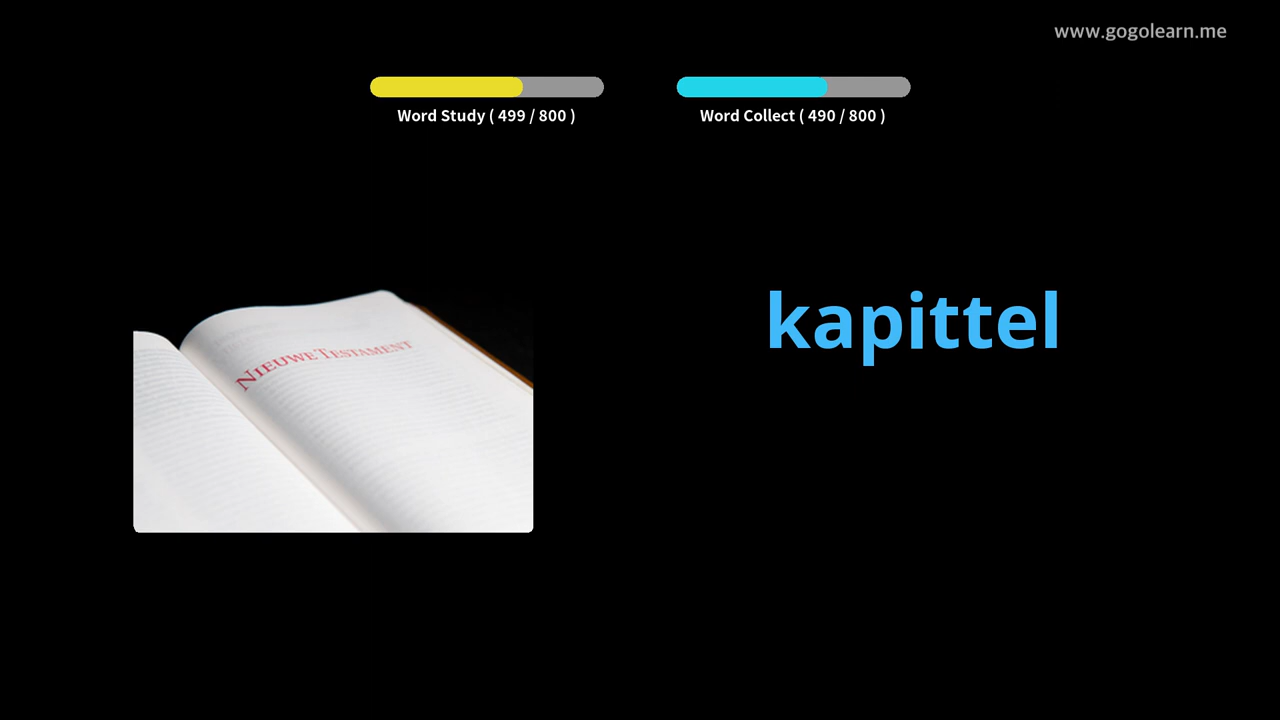 www.gogolearn.me
Word Study ( 499 / 800 )
Word Collect ( 490 / 800 )
kapittel
NIEUWE TESTAMENT